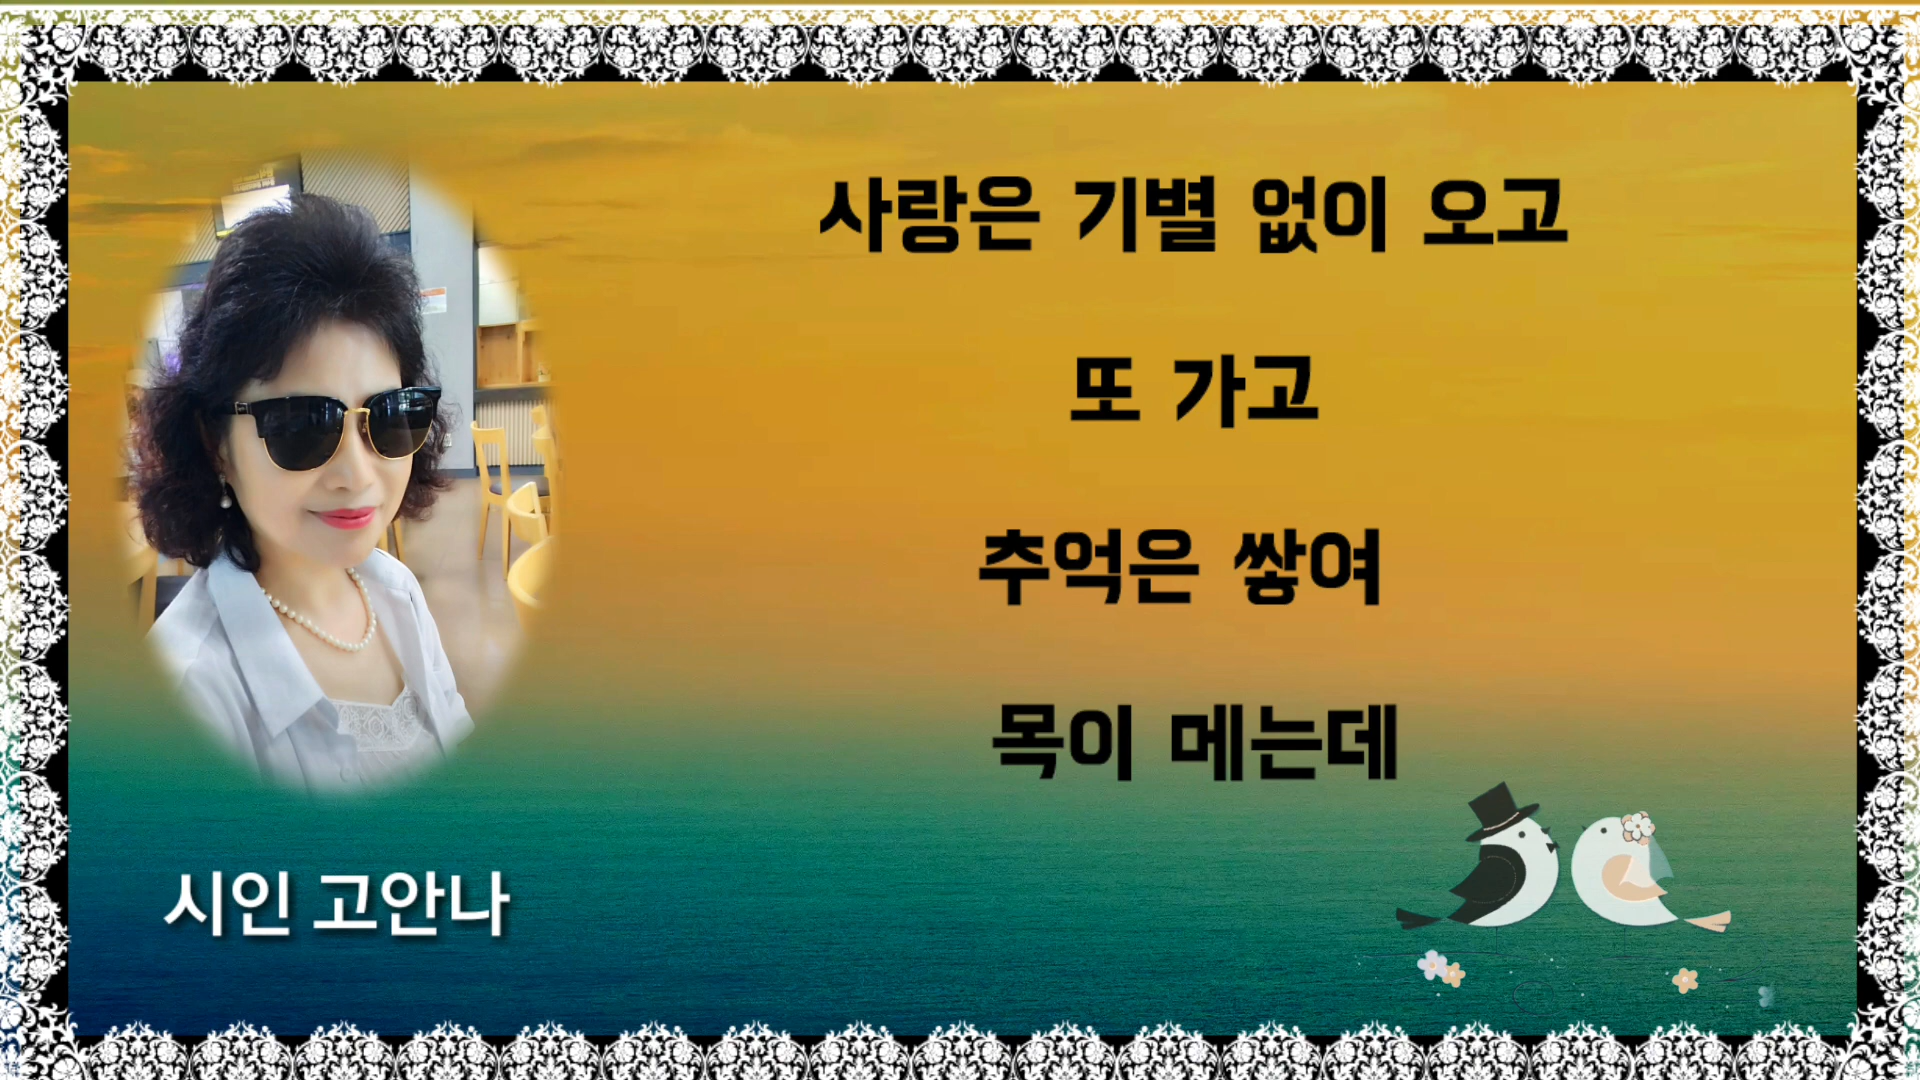 사랑은 기별 없이 오고
또 가고
추억은 쌓여
목이 메는데
시인 고안나